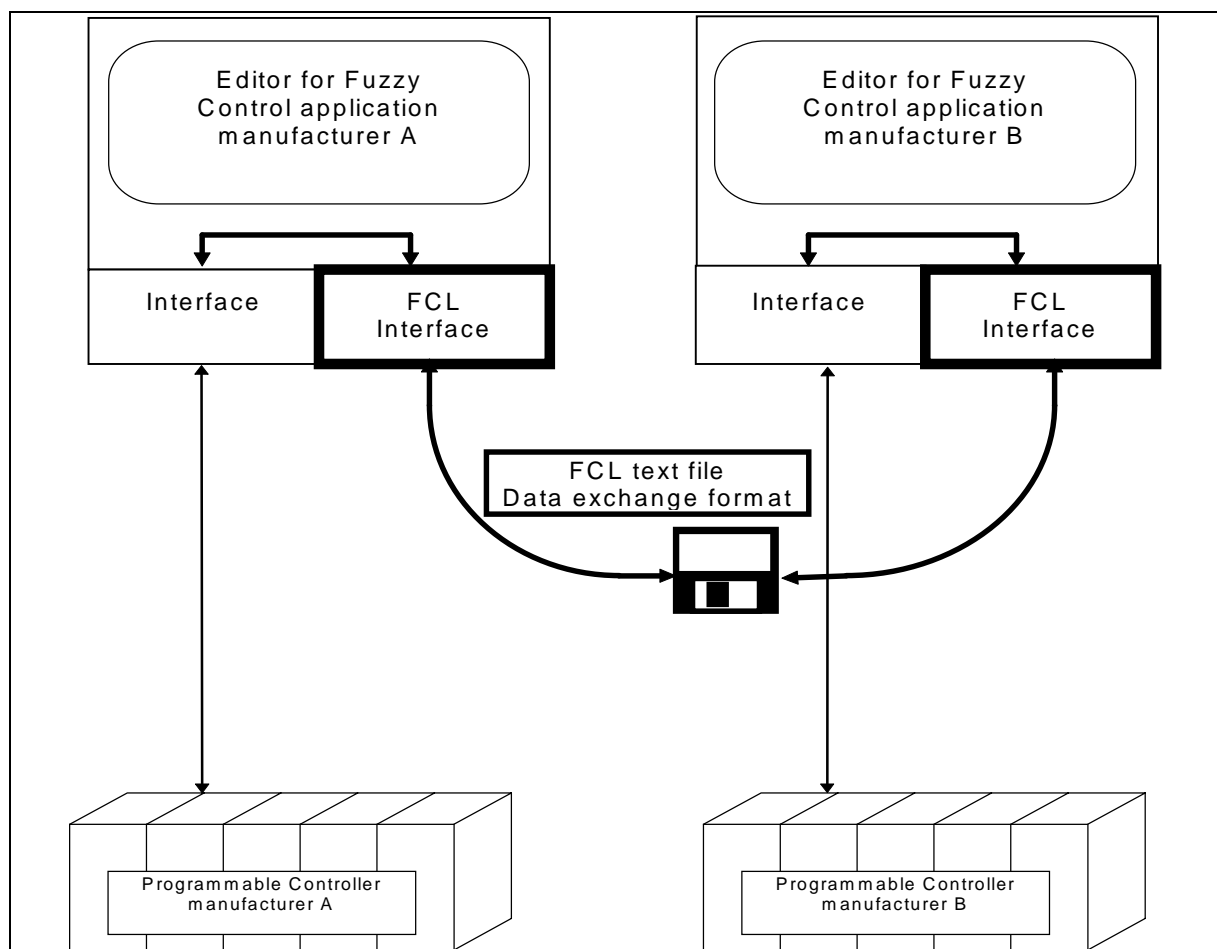 Editor for Fuzzy
Control application
manufacturer A
Editor for Fuzzy
Control application
manufacturer B
Interface
FCL
Interface
Interface
FCL
Interface
FCL text file
Data exchange format
Programmable Controller
manufacturer A
Programmable Controller
manufacturer B